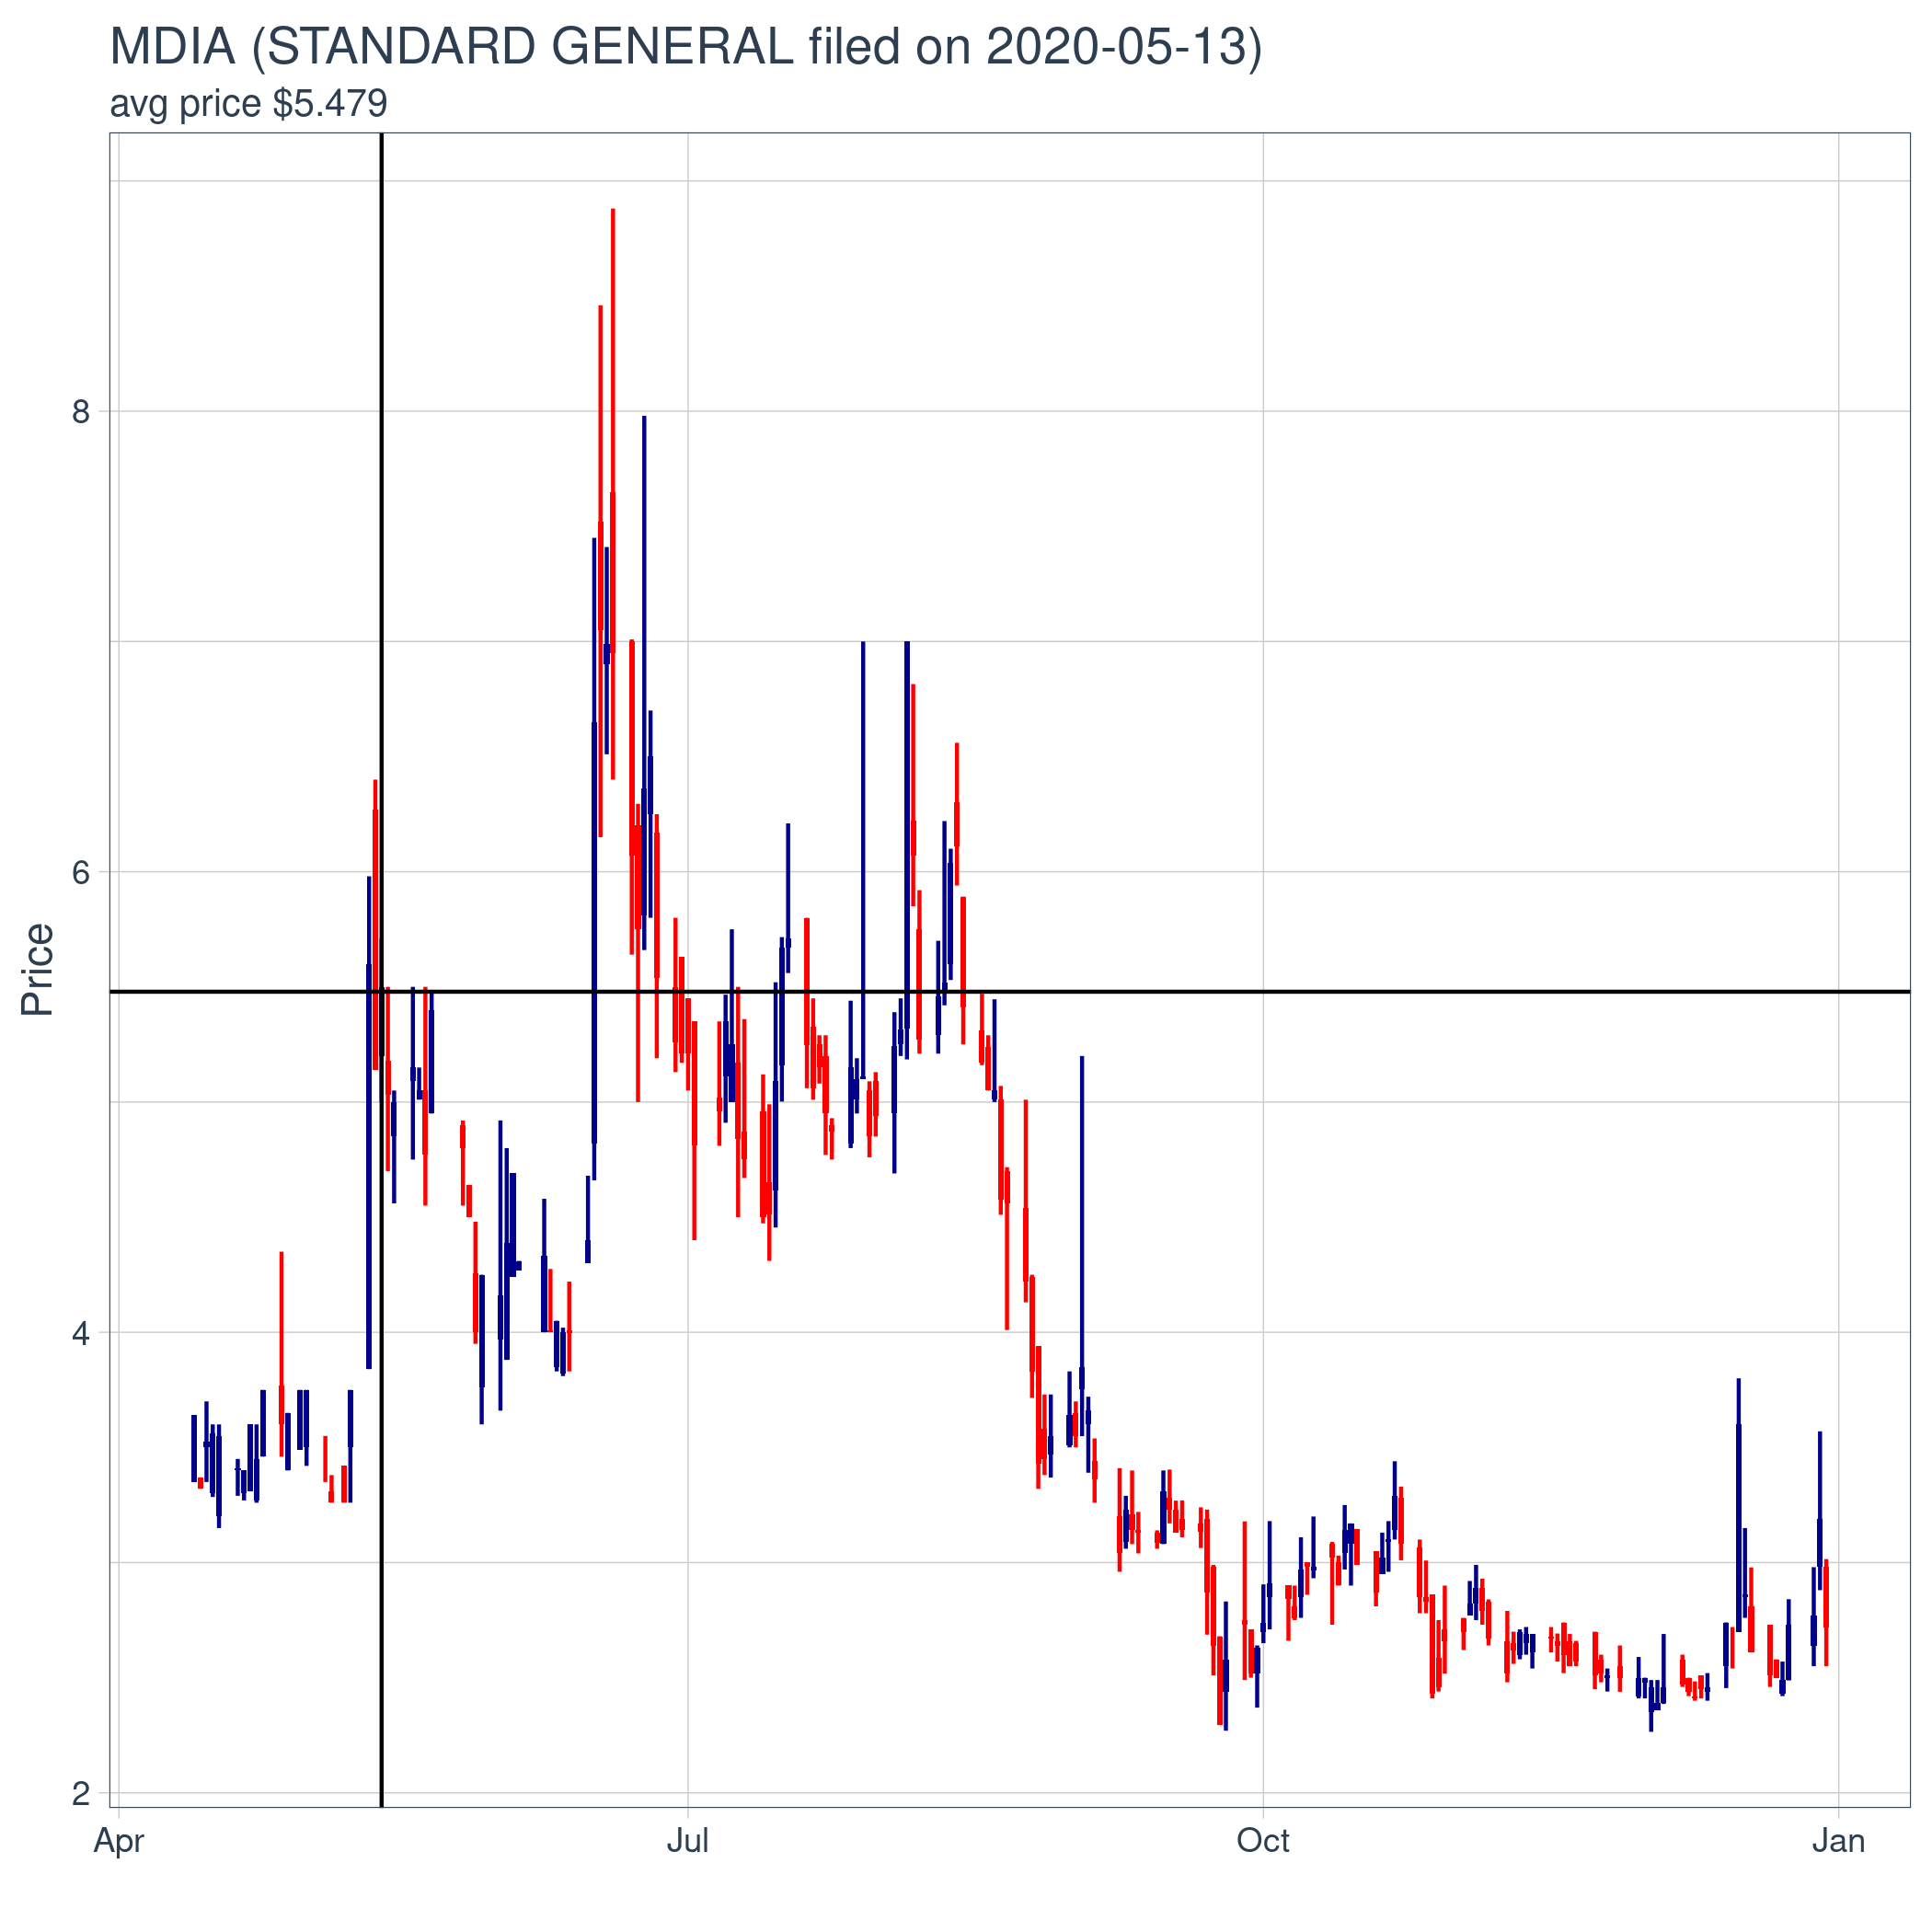 MDIA (STANDARD GENERAL filed on 2020-05-13)
avg price $5.479
Price
8
6
4
2
Apr Jul Oct Jan